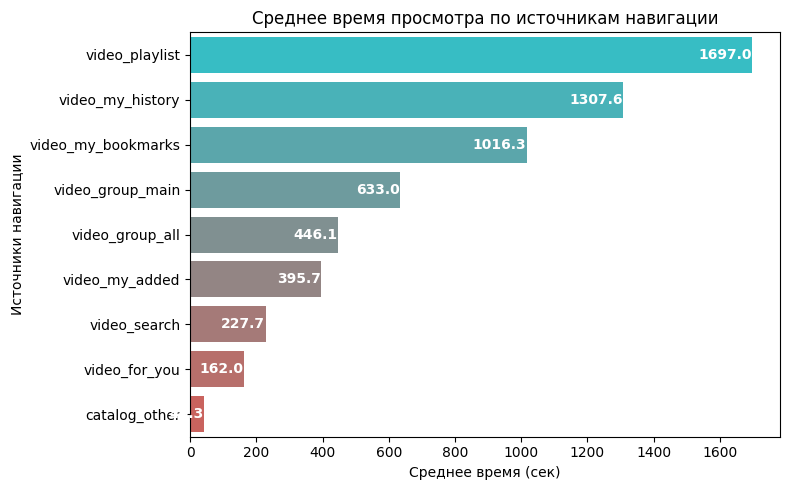 Среднее время просмотра по источникам навигации
video_playlist
1697.0
video_my_history
1307.6
video_my_bookmarks
1016.3
video_group_main
633.0
video_group_all
446.1
video_my_added
395.7
video_search
227.7
video_for_you
162.0
catalog_other
.3
0 200 400 600 800 1000 1200 1400 1600
Среднее время (сек)
Источники навигации